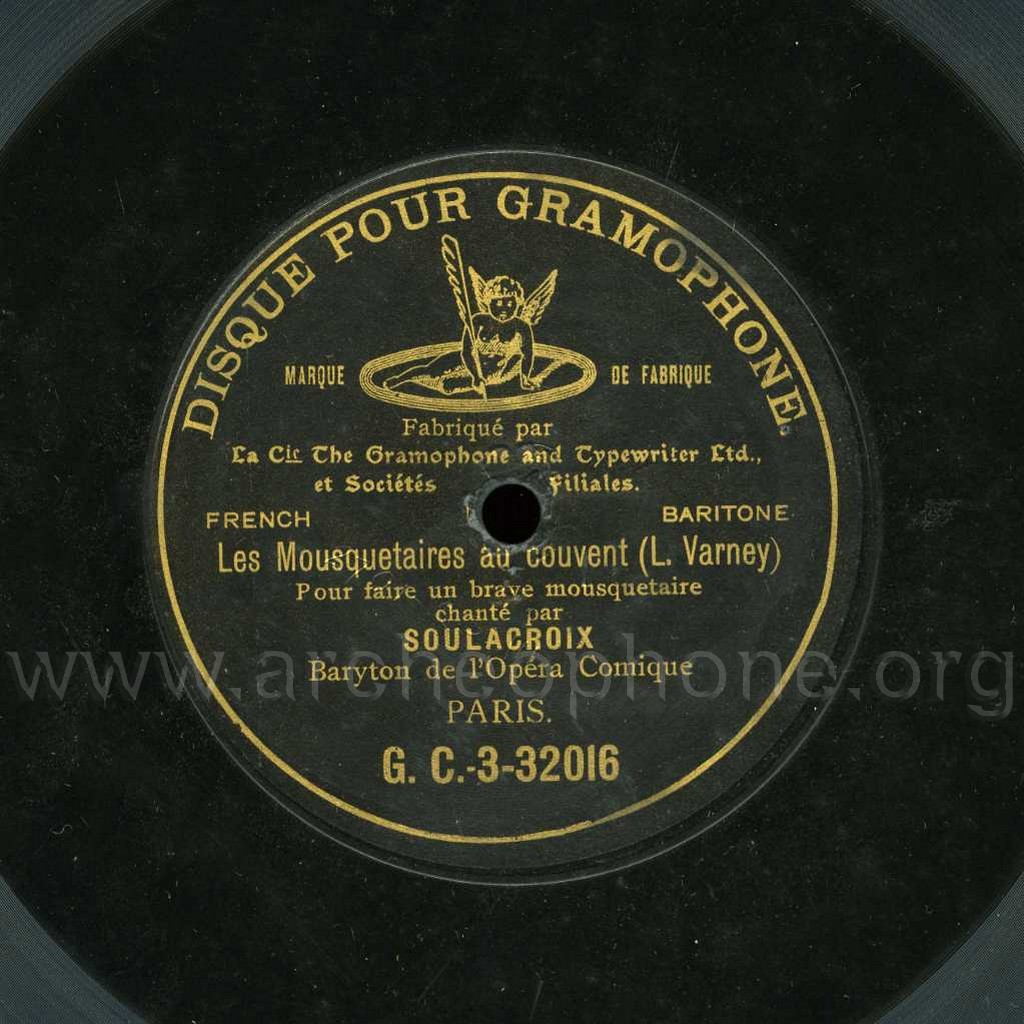 DISQUE POUR GRAMOPHONE.
MARQUE DE FABRIQUE
Fabriqué par
La Cie The Gramophone and Typewriter Ltd.,
et Sociétés Filiales.
FRENCH BARITONE
Les Mousquetaires au couvent (L. Varney)
Pour faire un brave mousquetaire
chanté par
SOULACROIX
www.archeophone.org
Baryton de l'Opéra Comique
PARIS.
G. C.-3-32016